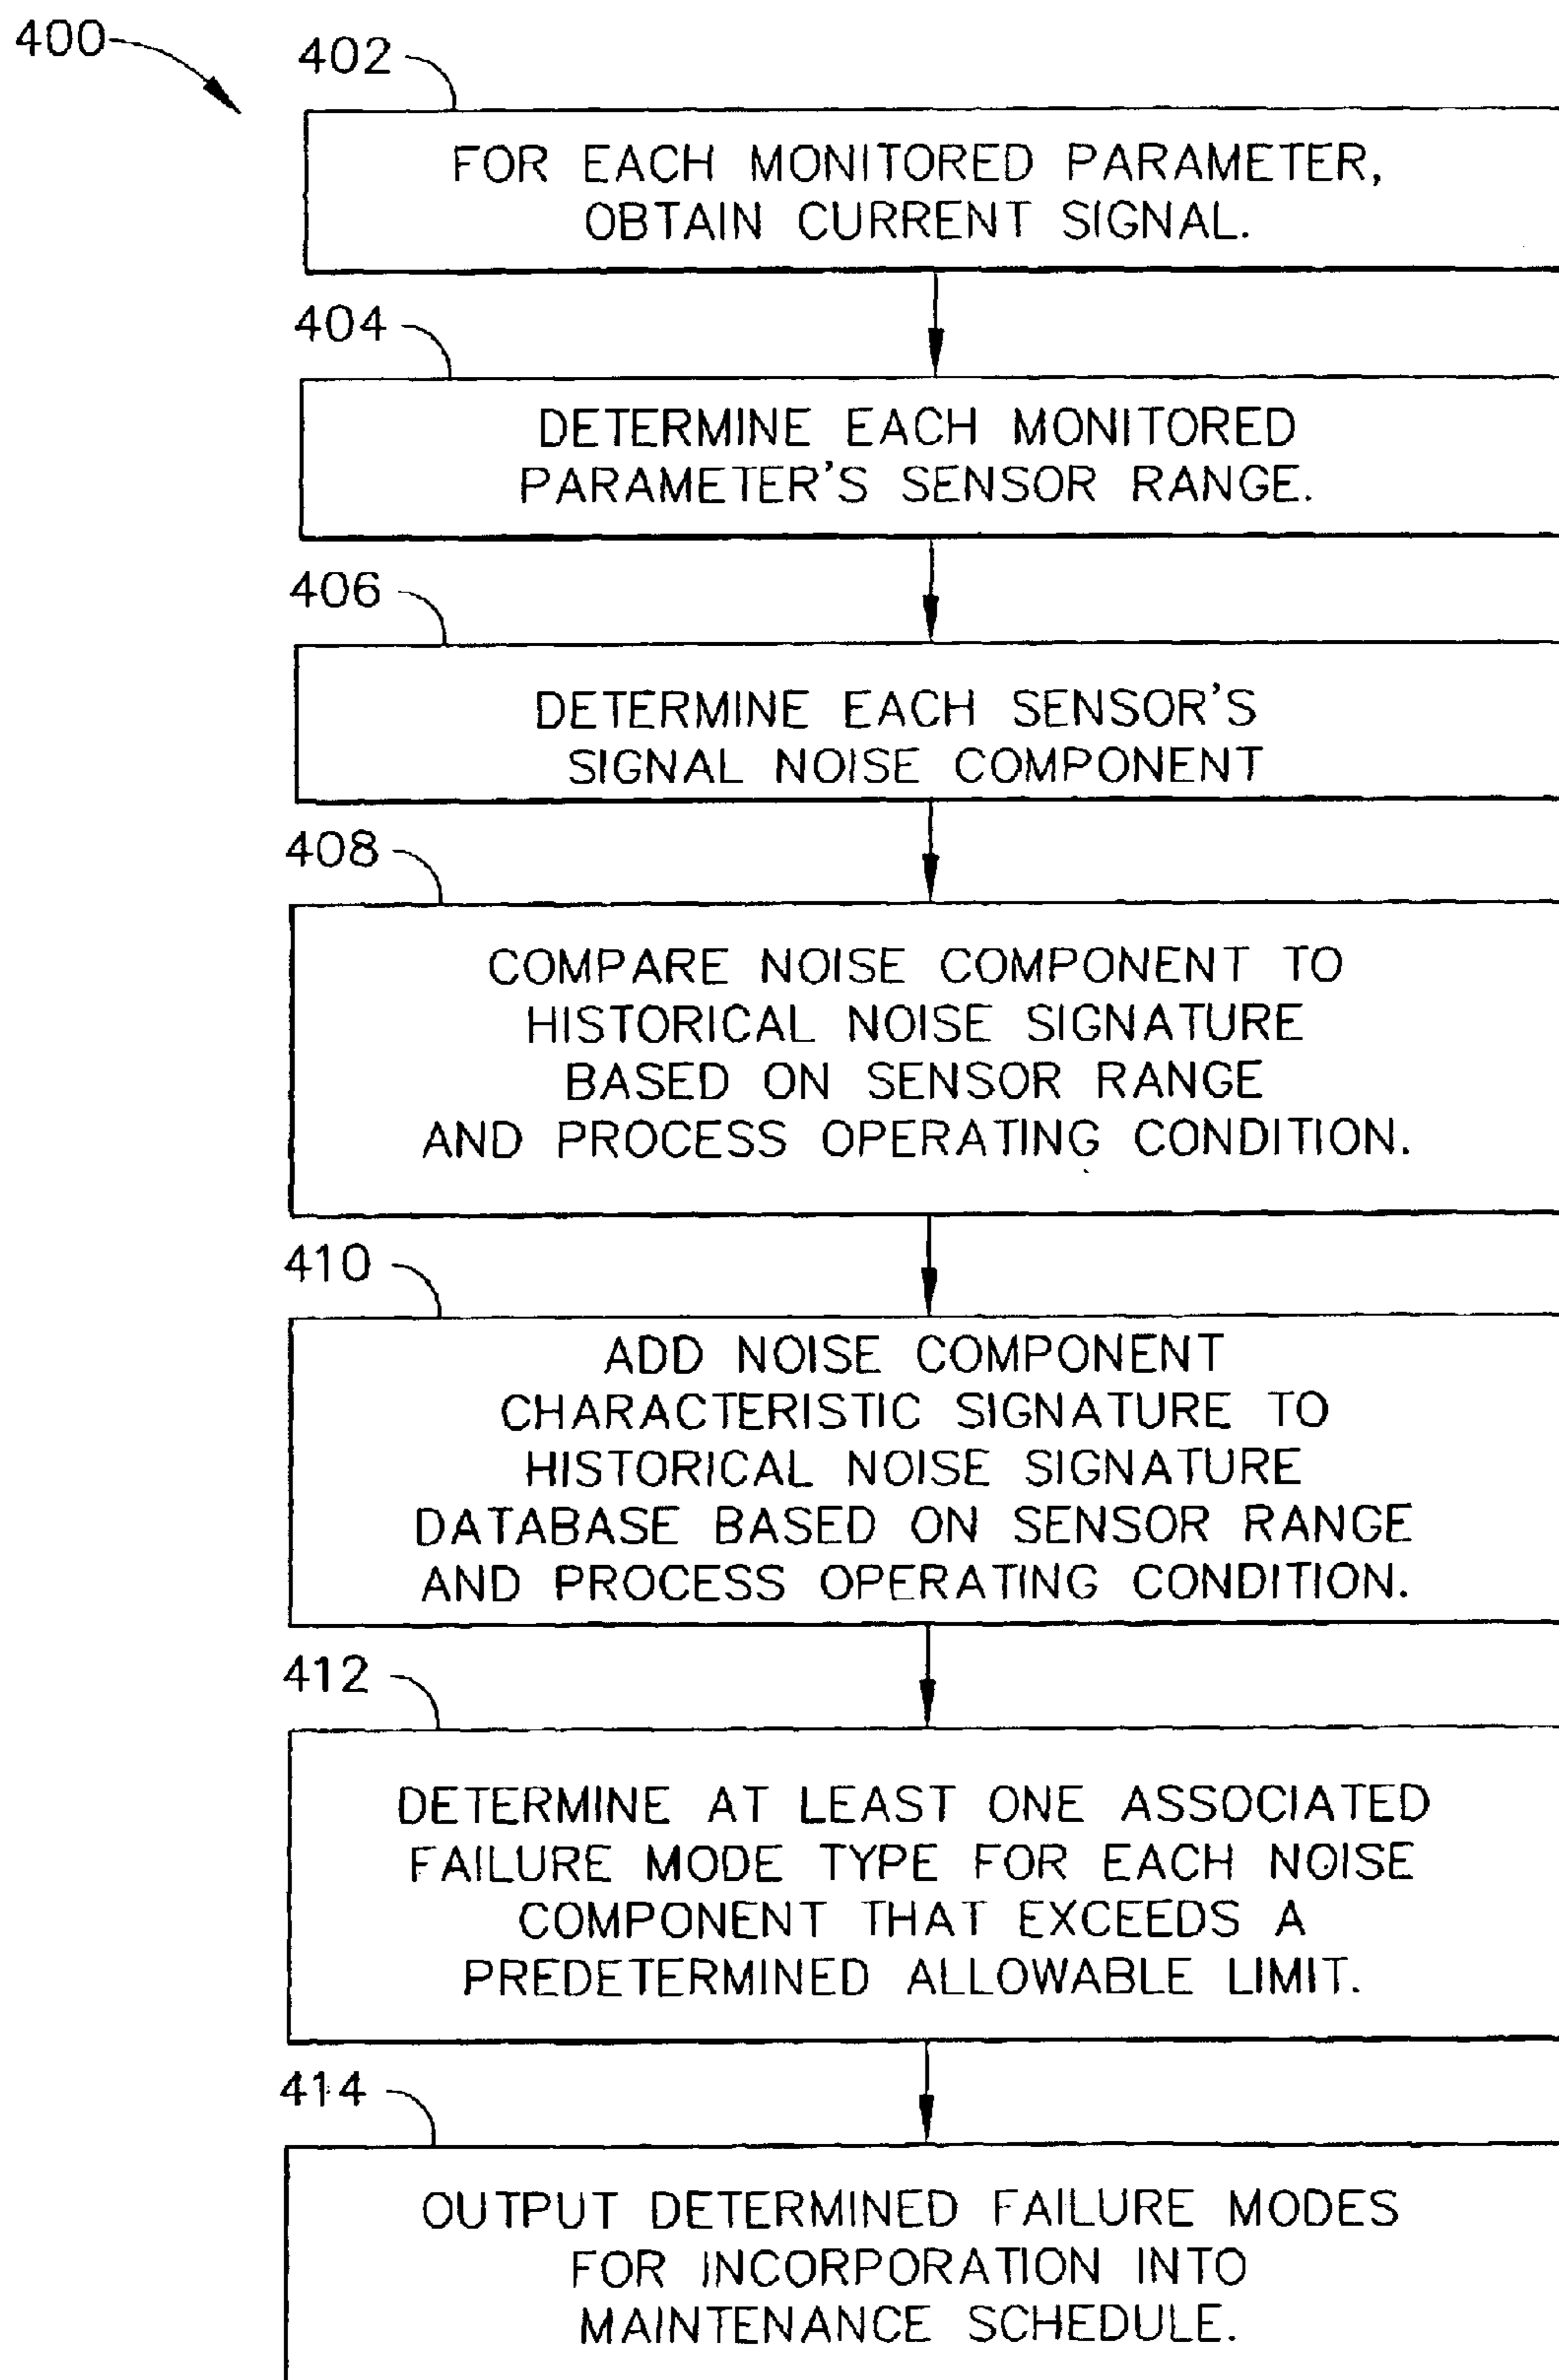 400
402
FOR EACH MONITORED PARAMETER,
OBTAIN CURRENT SIGNAL.
404
DETERMINE EACH MONITORED
PARAMETER'S SENSOR RANGE.
406
DETERMINE EACH SENSOR'S
SIGNAL NOISE COMPONENT
408
COMPARE NOISE COMPONENT TO
HISTORICAL NOISE SIGNATURE
BASED ON SENSOR RANGE
AND PROCESS OPERATING CONDITION.
410
ADD NOISE COMPONENT
CHARACTERISTIC SIGNATURE TO
HISTORICAL NOISE SIGNATURE
DATABASE BASED ON SENSOR RANGE
AND PROCESS OPERATING CONDITION.
412
DETERMINE AT LEAST ONE ASSOCIATED
FAILURE MODE TYPE FOR EACH NOISE
COMPONENT THAT EXCEEDS A
PREDETERMINED ALLOWABLE LIMIT.
414
OUTPUT DETERMINED FAILURE MODES
FOR INCORPORATION INTO
MAINTENANCE SCHEDULE.